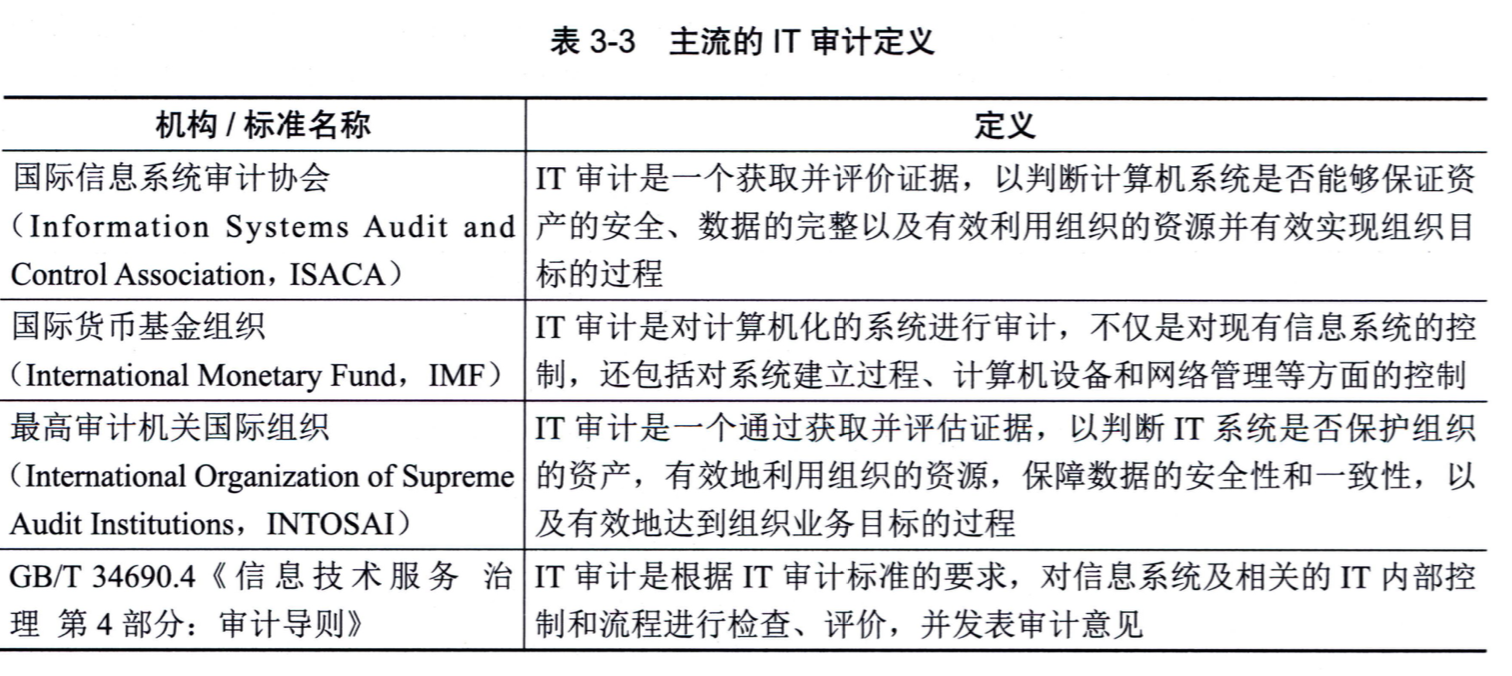 表 3-3 主流的 IT 审计定义
机构 / 标准名称
定义
国际信息系统审计协会
（Information Systems Audit and
Control Association，ISACA）
IT 审计是一个获取并评价证据，以判断计算机系统是否能够保证资
产的安全、数据的完整以及有效利用组织的资源并有效实现组织目
标的过程
国际货币基金组织
（International Monetary Fund，IMF）
IT 审计是对计算机化的系统进行审计，不仅是对现有信息系统的控
制，还包括对系统建立过程、计算机设备和网络管理等方面的控制
最高审计机关国际组织
（International Organization of Supreme
Audit Institutions，INTOSAI）
IT 审计是一个通过获取并评估证据，以判断 IT 系统是否保护组织
的资产，有效地利用组织的资源，保障数据的安全性和一致性，以
及有效地达到组织业务目标的过程
GB/T 34690.4《信息技术服务 治
理 第 4 部分：审计导则》
IT 审计是根据 IT 审计标准的要求，对信息系统及相关的 IT 内部控
制和流程进行检查、评价，并发表审计意见